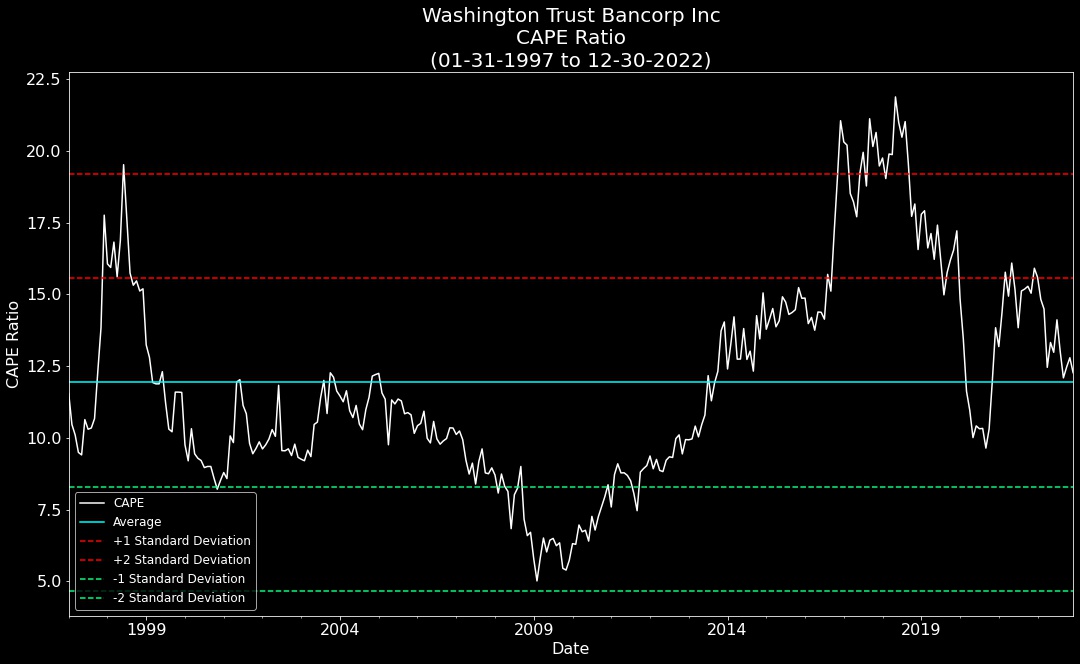 Washington Trust Bancorp Inc
CAPE Ratio
(01-31-1997 to 12-30-2022)
22.5
20.0
17.5
15.0
12.5
10.0
7.5
5.0
CAPE Ratio
CAPE
Average
+1 Standard Deviation
+2 Standard Deviation
-1 Standard Deviation
-2 Standard Deviation
1999 2004 2009 2014 2019
Date